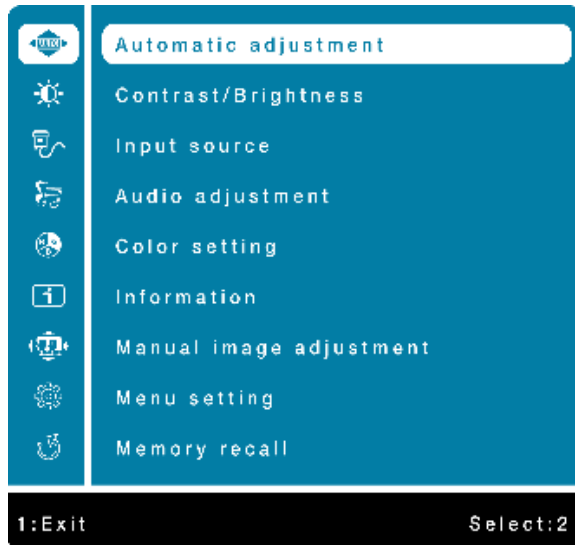 Automatic adjustment
Contrast/Brightness
Input source
Audio adjustment
Color setting
Information
Manual image adjustment
Menu setting
Memory recall
1:Exit Select:2